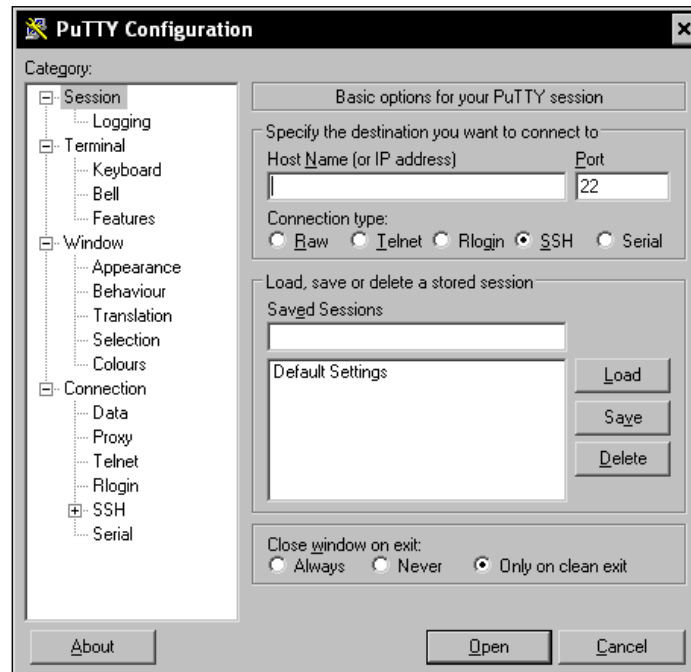 PuTTY Configuration
Category:
Session
Logging
Terminal
Keyboard
Bell
Features
Window
Appearance
Behaviour
Translation
Selection
Colours
Connection
Data
Proxy
Telnet
Rlogin
SSH
Serial
Basic options for your PuTTY session
Specify the destination you want to connect to
Host Name (or IP address) Port
22
Connection type:
Raw Telnet Rlogin SSH Serial
Load, save or delete a stored session
Saved Sessions
Default Settings
Load
Save
Delete
Close window on exit:
Always Never Only on clean exit
About Open Cancel